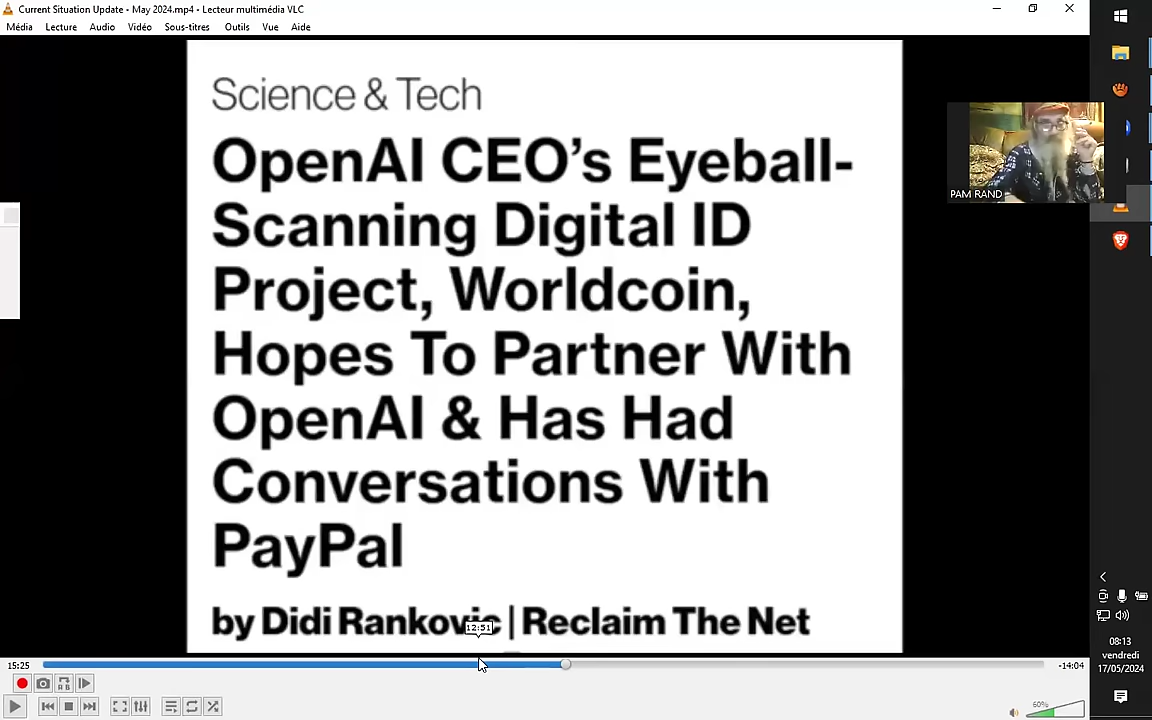 Current Situation Update - May 2024.mp4 - Lecteur multimédia VLC
Média Lecture Audio Vidéo Sous-titres Outils Vue Aide
Science & Tech
OpenAI CEO’s Eyeball-
Scanning Digital ID
Project, Worldcoin,
Hopes To Partner With
OpenAI & Has Had
Conversations With
PayPal
by Didi Rankovic | Reclaim The Net
PAM RAND
12:51
15:25
-14:04
60%
08:13
vendredi
17/05/2024